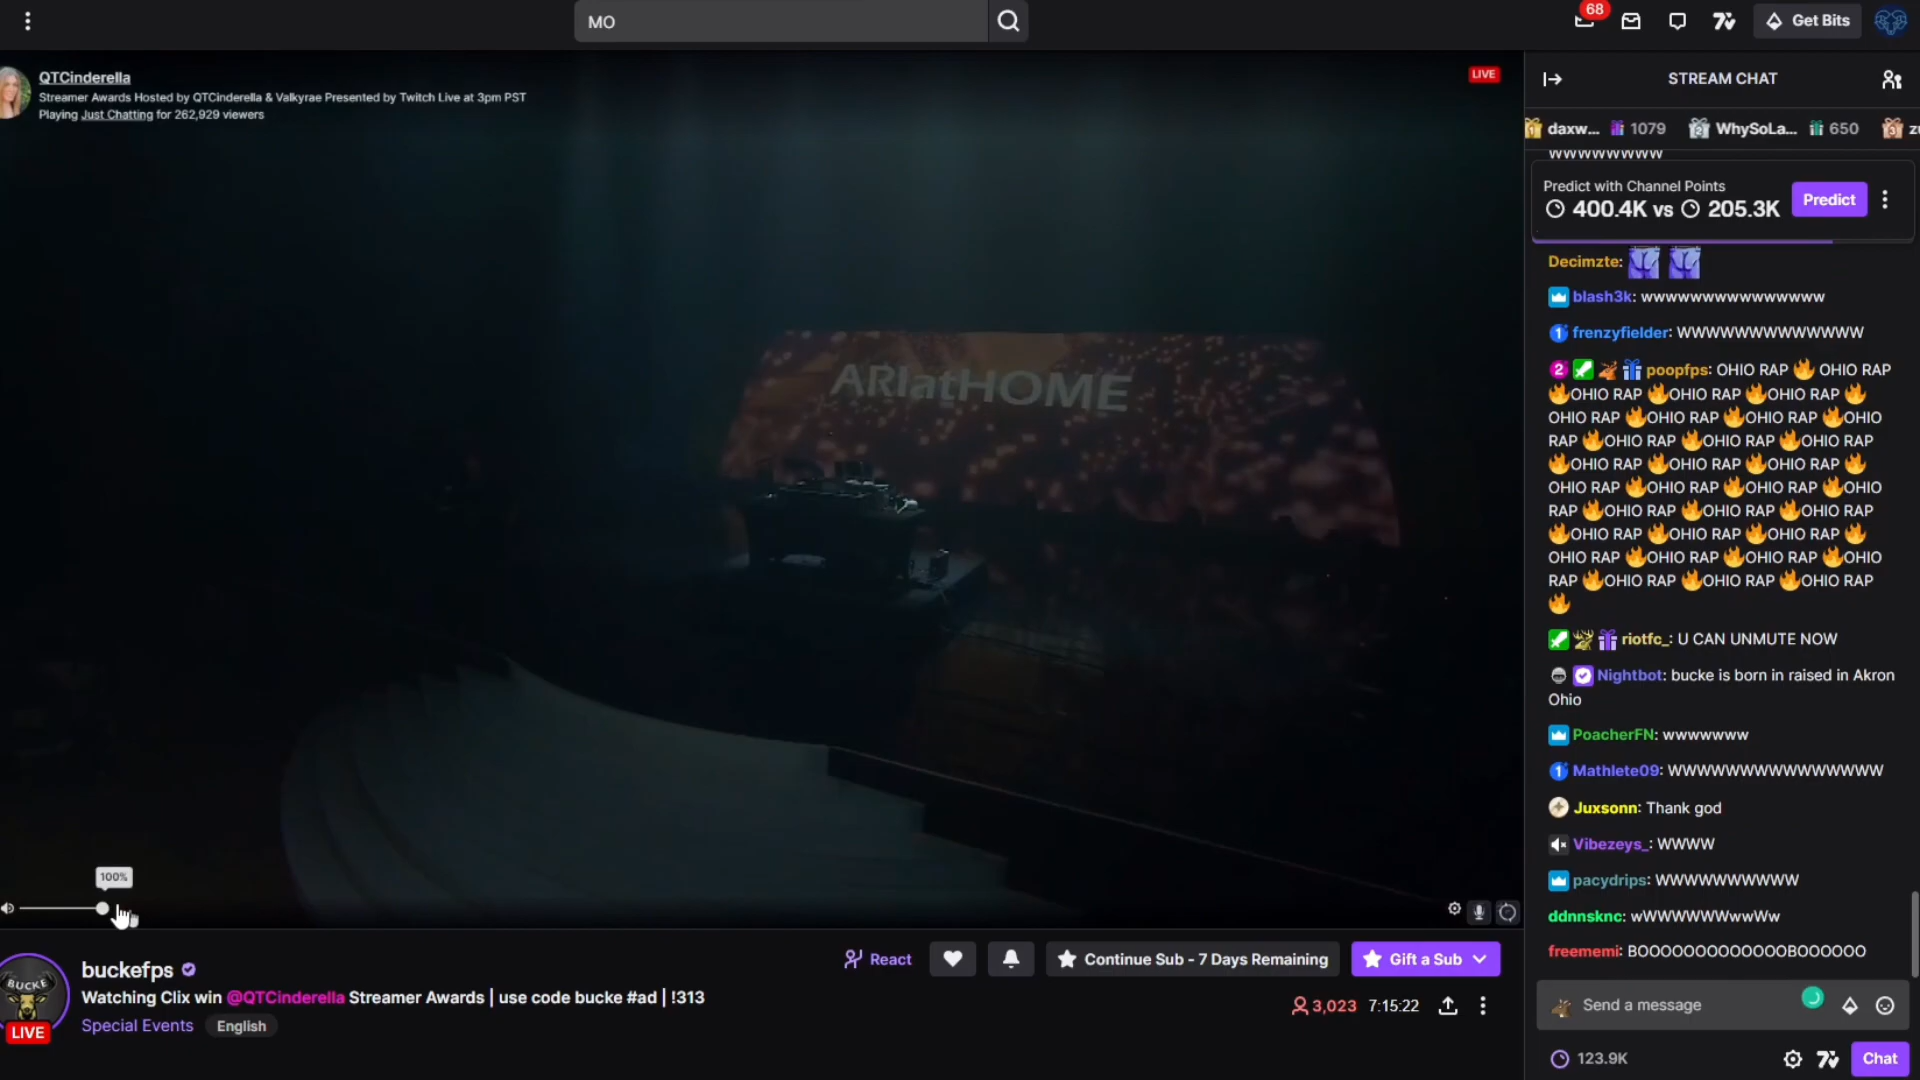 MO
68
Get Bits
QTCinderella
Streamer Awards Hosted by QTCinderella & Valkyrae Presented by Twitch Live at 3pm PST
Playing Just Chatting for 262,929 viewers
LIVE
ARIatHOME
100%
STREAM CHAT
daxw... 1079 WhySoLa... 650
wwwwwwwww
Predict with Channel Points
400.4K vs 205.3K
Predict
Decimzte:
blash3k: wwwwwwwwwwwwwww
frenzyfielder: WWWWWWWWWWWWW
poopfps: OHIO RAP 🔥 OHIO RAP
🔥OHIO RAP 🔥OHIO RAP 🔥OHIO RAP 🔥
OHIO RAP 🔥OHIO RAP 🔥OHIO RAP 🔥OHIO
RAP 🔥OHIO RAP 🔥OHIO RAP 🔥OHIO RAP
🔥OHIO RAP 🔥OHIO RAP 🔥OHIO RAP 🔥
OHIO RAP 🔥OHIO RAP 🔥OHIO RAP 🔥OHIO
RAP 🔥OHIO RAP 🔥OHIO RAP 🔥OHIO RAP
🔥OHIO RAP 🔥OHIO RAP 🔥OHIO RAP 🔥
OHIO RAP 🔥OHIO RAP 🔥OHIO RAP 🔥OHIO
RAP 🔥OHIO RAP 🔥OHIO RAP 🔥OHIO RAP
🔥
riotfc_: U CAN UNMUTE NOW
Nightbot: bucke is born in raised in Akron
Ohio
PoacherFN: wwwwwww
Mathlete09: WWWWWWWWWWWWWWW
Juxsonn: Thank god
Vibezeys_: WWWW
pacydrips: WWWWWWWWWW
ddnnsknc: wWWWWWWwwWw
freememi: BOOOOOOOOOOOOOBOOOOOO
Send a message
123.9K
Chat
BUCKE
LIVE
buckefps
Watching Clix win @QTCinderella Streamer Awards | use code bucke #ad | !313
Special Events English
React
Continue Sub - 7 Days Remaining
Gift a Sub
3,023 7:15:22